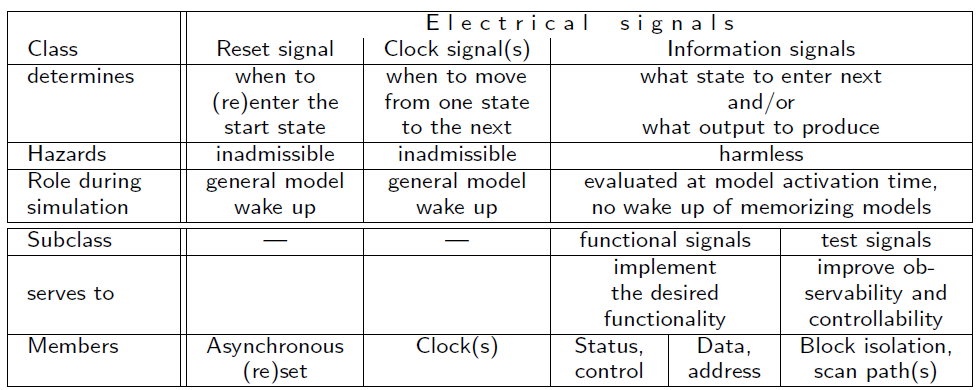 Electrical signals
Class Reset signal Clock signal(s) Information signals
determines when to when to move what state to enter next
(re)enter the from one state and/or
start state to the next what output to produce
Hazards inadmissible inadmissible harmless
Role during general model general model evaluated at model activation time,
simulation wake up wake up no wake up of memorizing models
Subclass — — functional signals test signals
implement improve ob-
serves to the desired servability and
functionality controllability
Members Asynchronous Clock(s) Status, Data, Block isolation,
(re)set control address scan path(s)